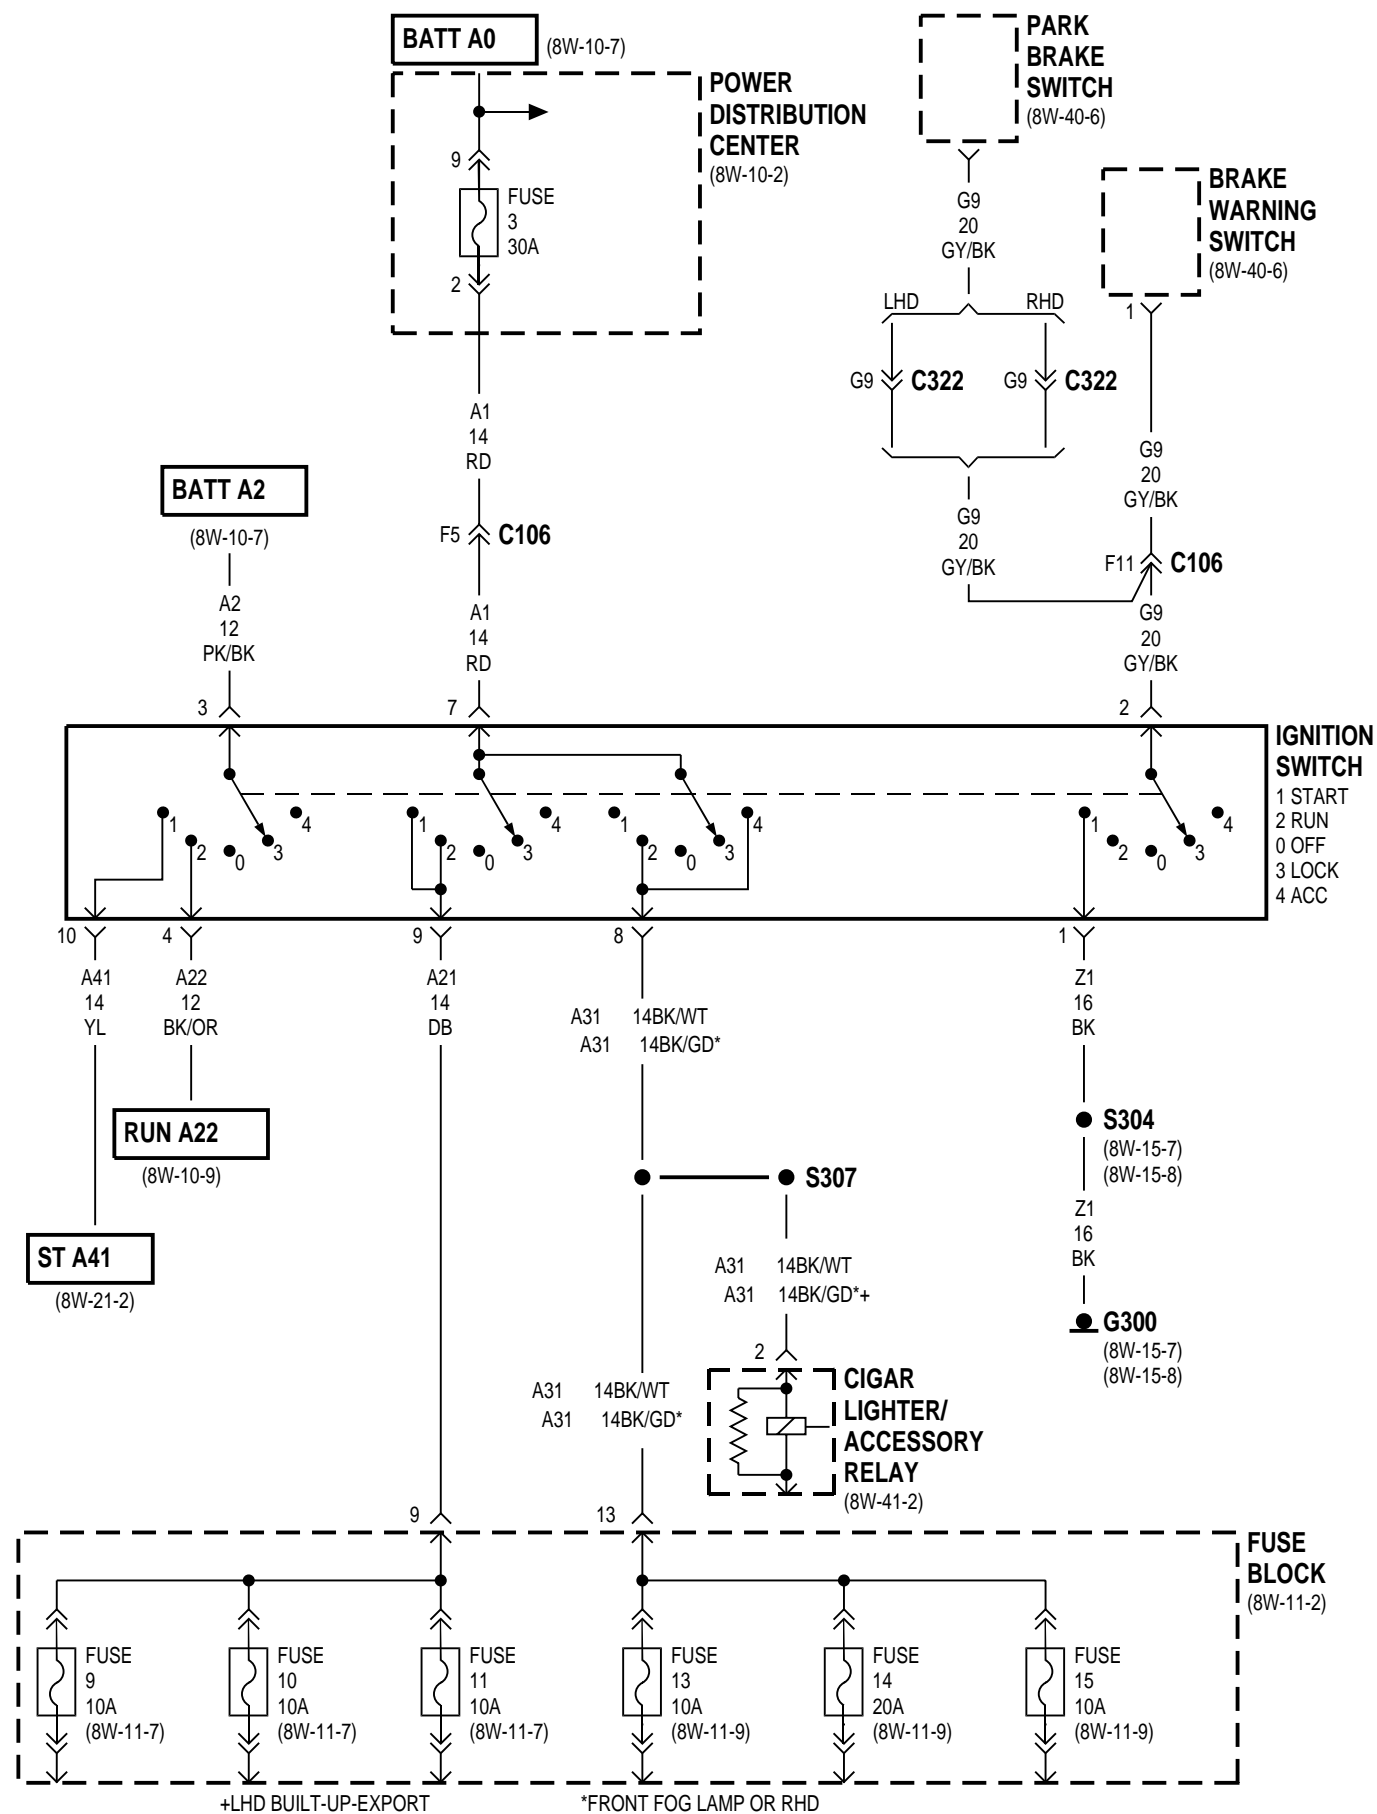 BATT A0
(8W-10-7)
POWER
DISTRIBUTION
CENTER
(8W-10-2)
9
FUSE
3
30A
2
PARK
BRAKE
SWITCH
(8W-40-6)
G9
20
GY/BK
BRAKE
WARNING
SWITCH
(8W-40-6)
1
LHD
RHD
G9
C322
G9
C322
A1
14
RD
G9
20
GY/BK
BATT A2
(8W-10-7)
F5
C106
G9
20
GY/BK
F11
C106
A2
12
PK/BK
A1
14
RD
G9
20
GY/BK
3
7
2
IGNITION
SWITCH
1 START
2 RUN
0 OFF
3 LOCK
4 ACC
1
2
0
3
4
1
2
0
3
4
1
2
0
3
4
1
2
0
3
4
10
4
9
8
1
A41
14
YL
A22
12
BK/OR
A21
14
DB
A31 14BK/WT
A31 14BK/GD*
Z1
16
BK
RUN A22
(8W-10-9)
S304
(8W-15-7)
(8W-15-8)
S307
Z1
16
BK
ST A41
(8W-21-2)
A31 14BK/WT
A31 14BK/GD*+
G300
(8W-15-7)
(8W-15-8)
2
CIGAR
LIGHTER/
ACCESSORY
RELAY
(8W-41-2)
A31 14BK/WT
A31 14BK/GD*
9
13
FUSE
BLOCK
(8W-11-2)
FUSE
9
10A
(8W-11-7)
FUSE
10
10A
(8W-11-7)
FUSE
11
10A
(8W-11-7)
FUSE
13
10A
(8W-11-9)
FUSE
14
20A
(8W-11-9)
FUSE
15
10A
(8W-11-9)
+LHD BUILT-UP-EXPORT
*FRONT FOG LAMP OR RHD